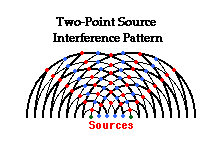 Two-Point Source
Interference Pattern
Sources